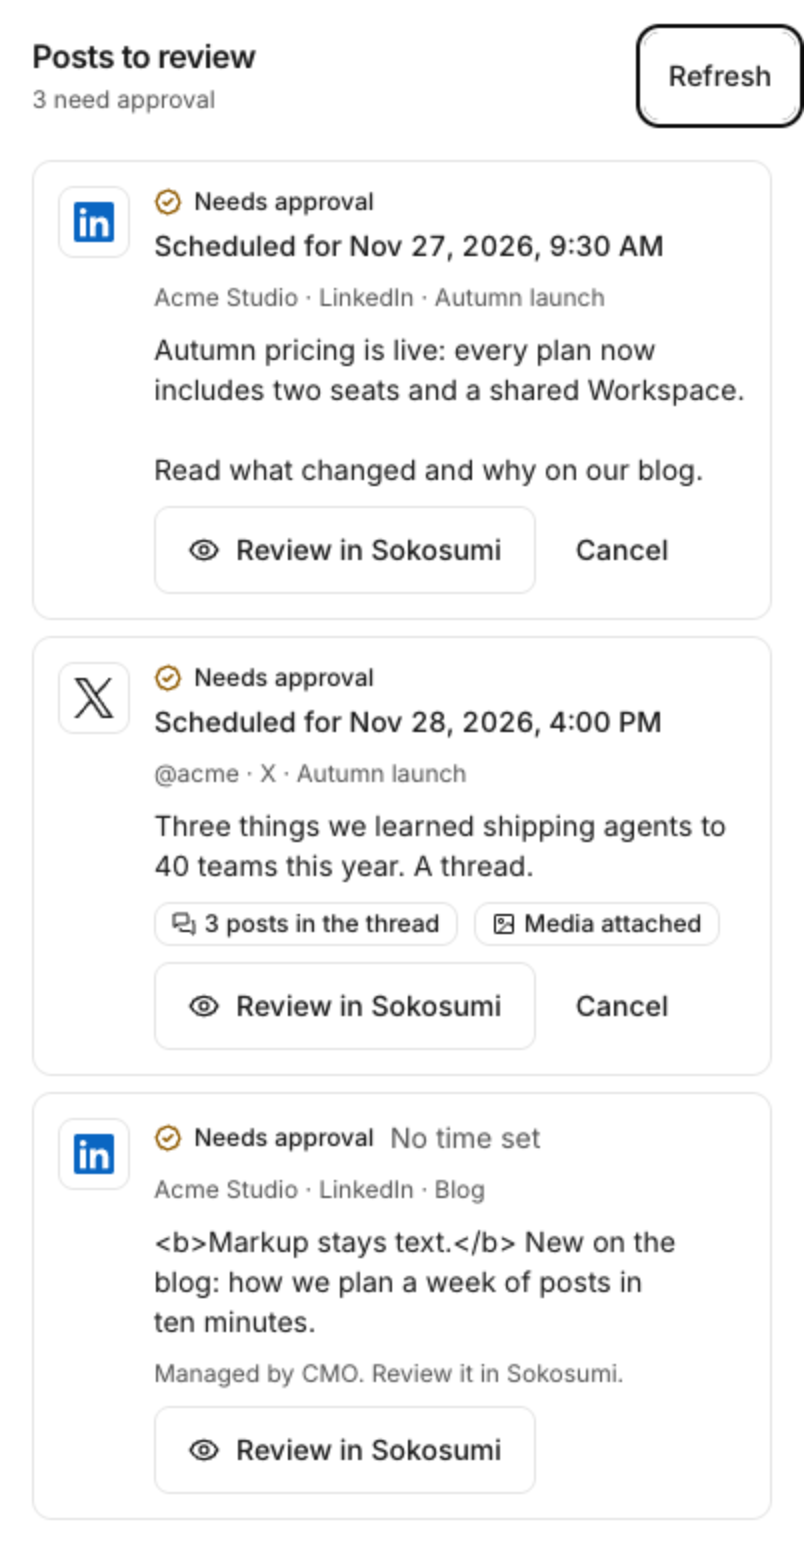 Posts to review
3 need approval
Refresh
in
Needs approval
Scheduled for Nov 27, 2026, 9:30 AM
Acme Studio · LinkedIn · Autumn launch
Autumn pricing is live: every plan now
includes two seats and a shared Workspace.
Read what changed and why on our blog.
Review in Sokosumi
Cancel
X
Needs approval
Scheduled for Nov 28, 2026, 4:00 PM
@acme · X · Autumn launch
Three things we learned shipping agents to
40 teams this year. A thread.
3 posts in the thread
Media attached
Review in Sokosumi
Cancel
in
Needs approval No time set
Acme Studio · LinkedIn · Blog
<b>Markup stays text.</b> New on the
blog: how we plan a week of posts in
ten minutes.
Managed by CMO. Review it in Sokosumi.
Review in Sokosumi